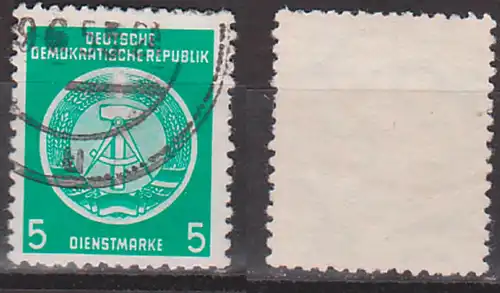 DEUTSCHE
DEMOKRATISCHE REPUBLIK
5 5
DIENSTMARKE